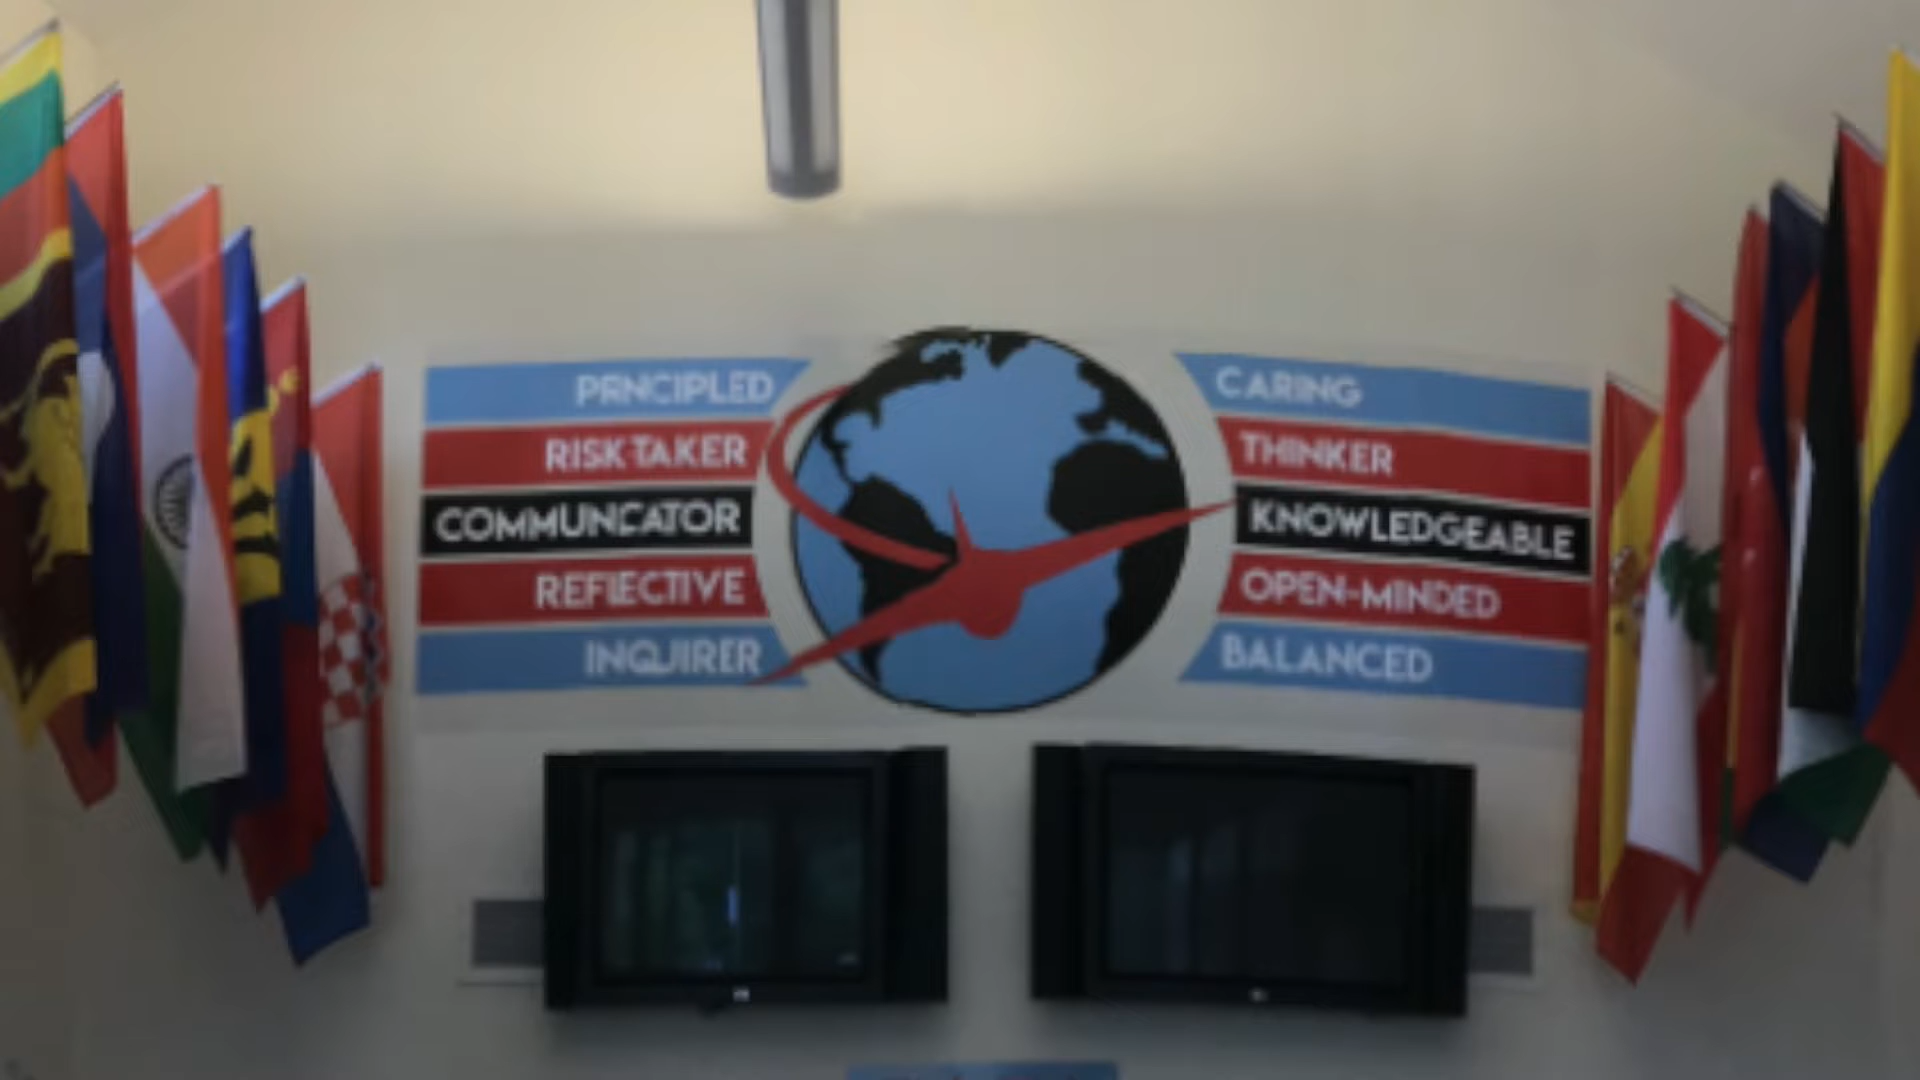 PRNCIPLED
RISKTAKER
COMMUNCATOR
REFLECTIVE
INQUIRER
CARING
THINKER
KNOWLEDGEABLE
OPEN-MINDED
BALANCED